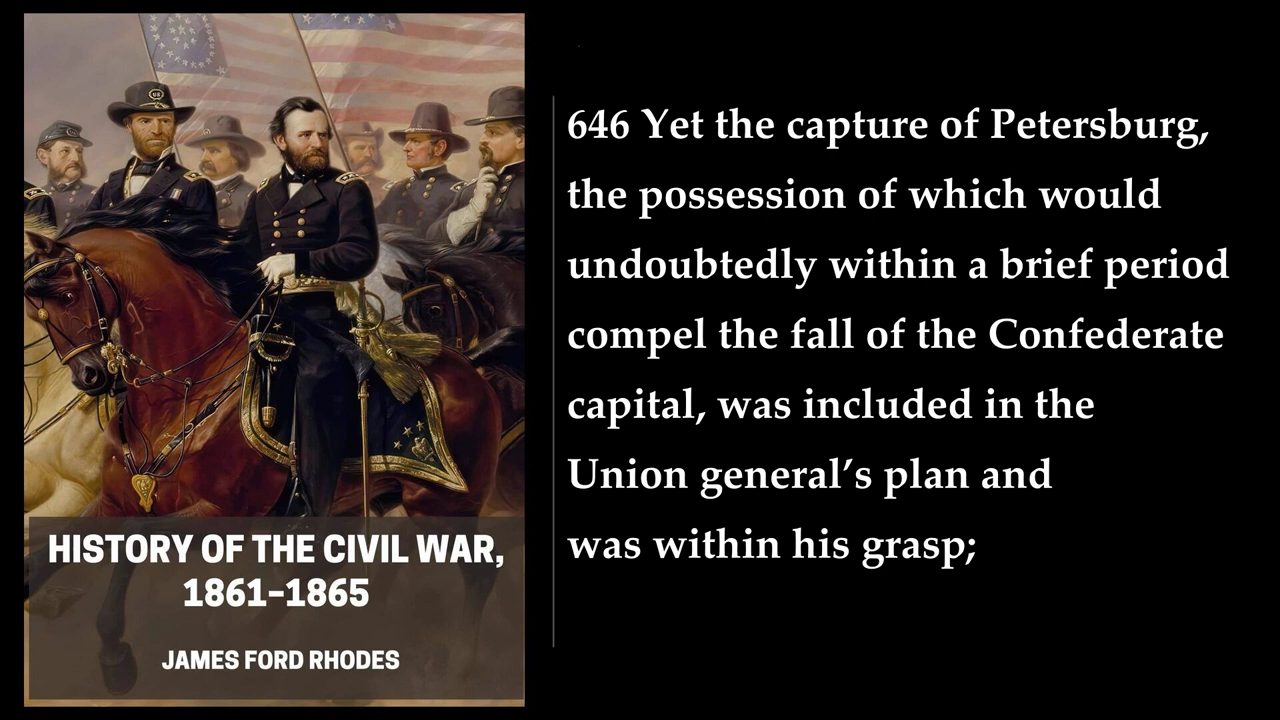 646 Yet the capture of Petersburg,
the possession of which would
undoubtedly within a brief period
compel the fall of the Confederate
capital, was included in the
Union general’s plan and
was within his grasp;
HISTORY OF THE CIVIL WAR,
1861–1865
JAMES FORD RHODES